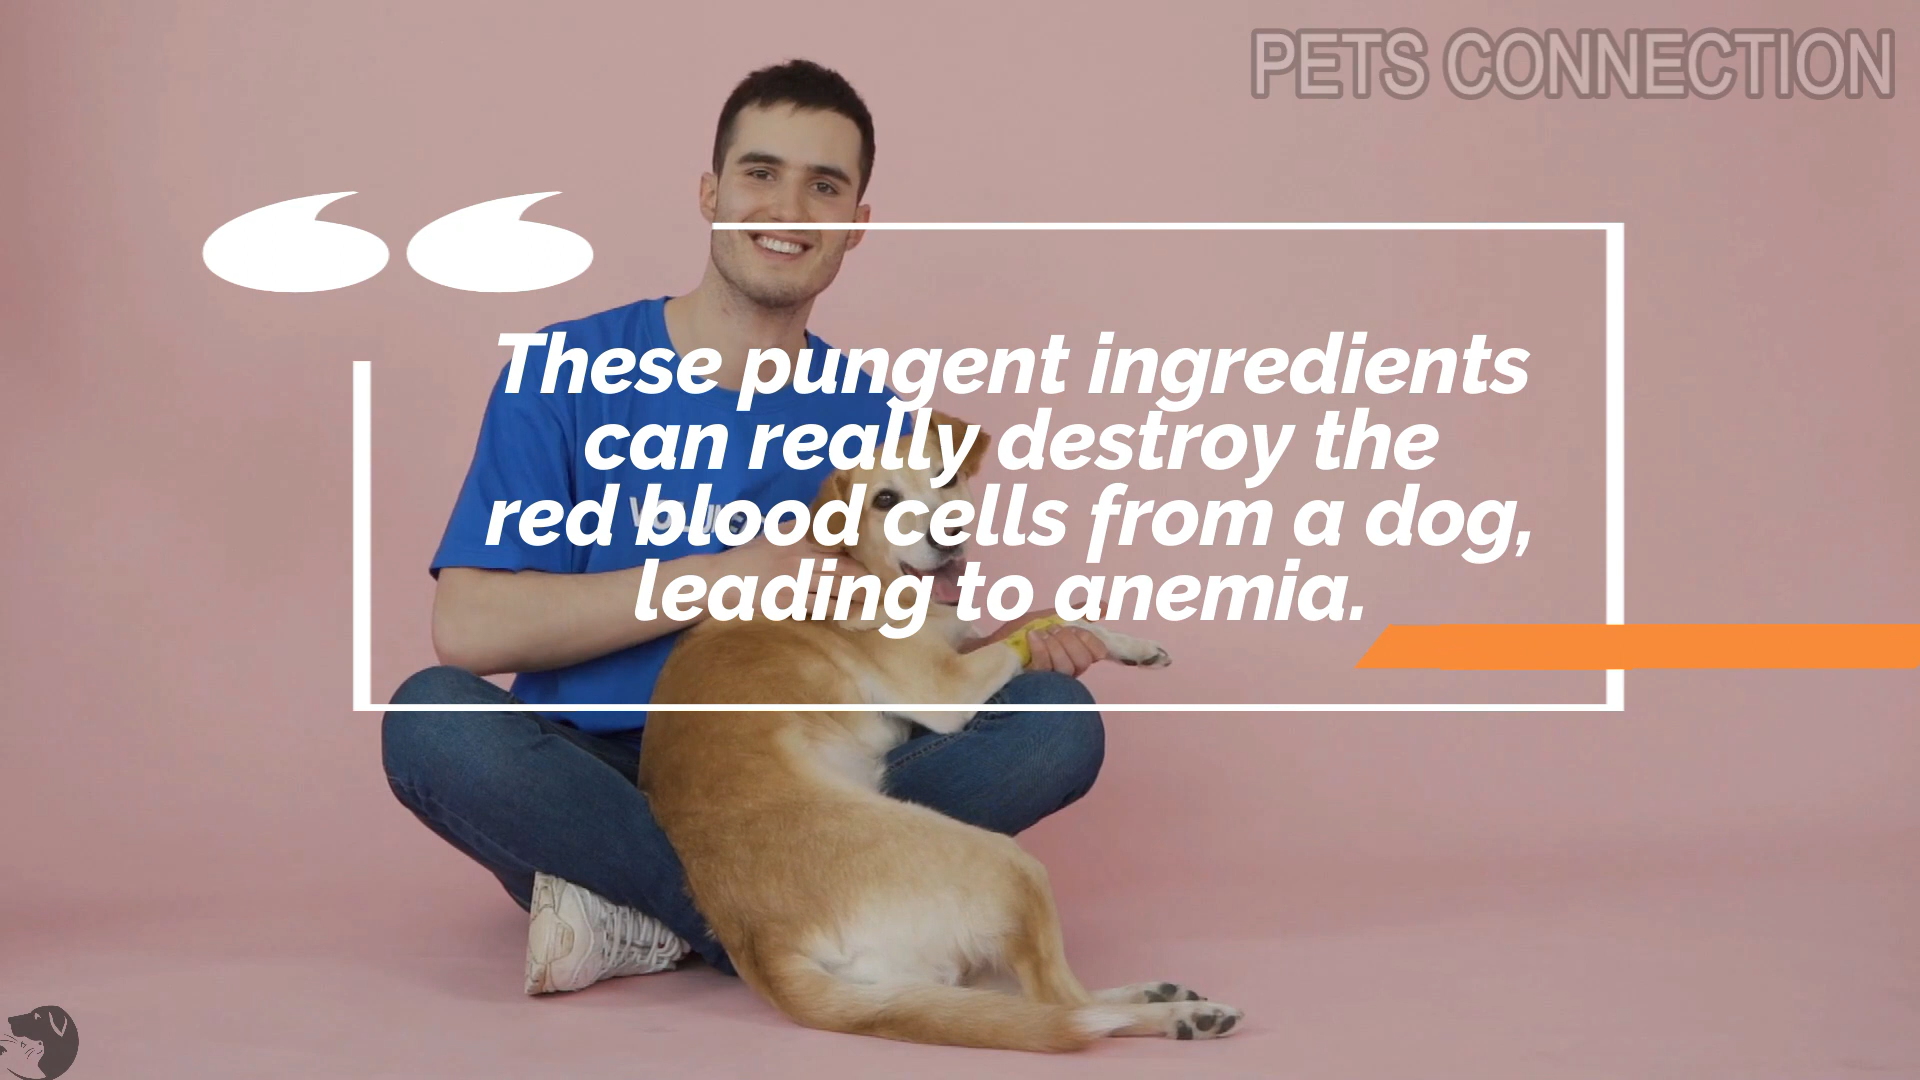 PETS CONNECTION
These pungent ingredients
can really destroy the
red blood cells from a dog,
leading to anemia.